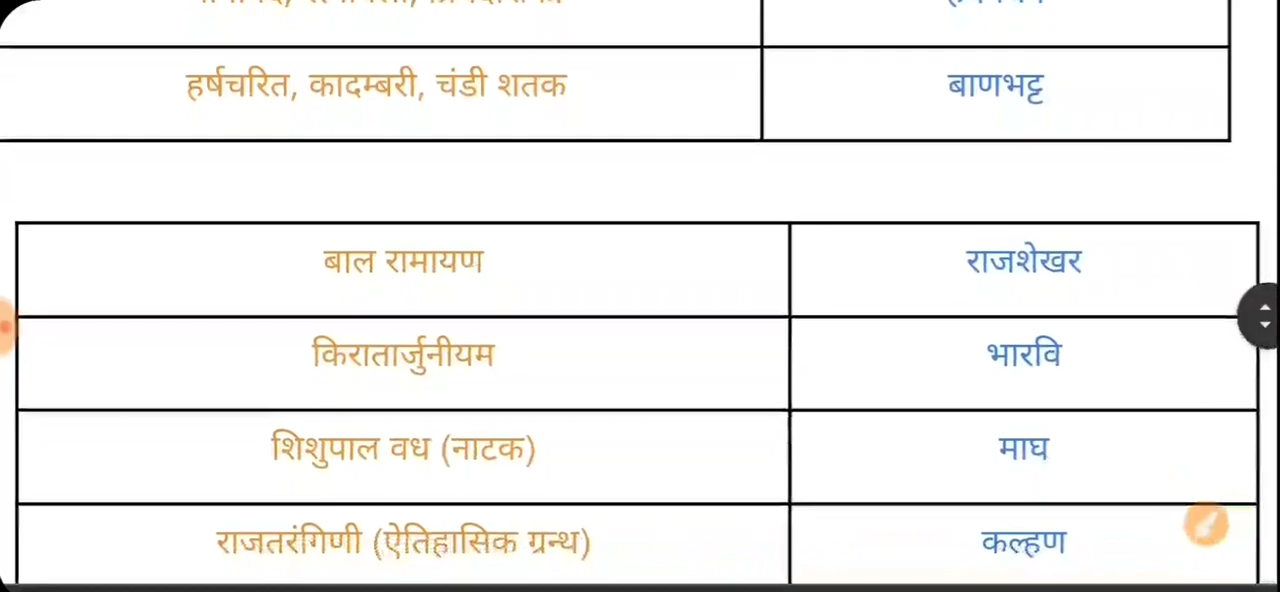 हर्षचरित, कादम्बरी, चंडी शतक बाणभट्ट
बाल रामायण राजशेखर
किरातार्जुनीयम भारवि
शिशुपाल वध (नाटक) माघ
राजतरंगिणी (ऐतिहासिक ग्रन्थ) कल्हण